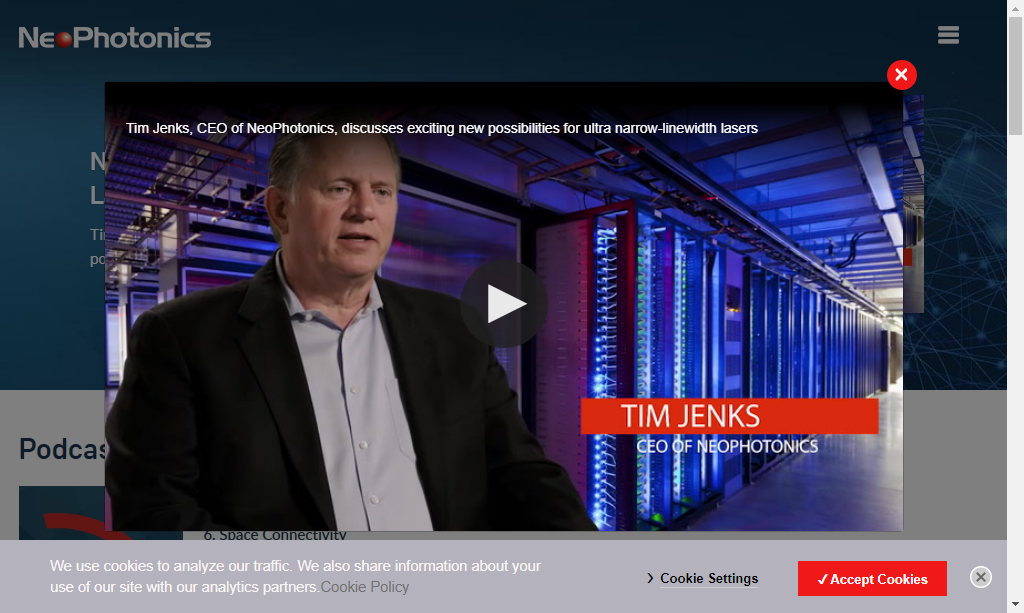 NeoPhotonics
Tim Jenks, CEO of NeoPhotonics, discusses exciting new possibilities for ultra narrow-linewidth lasers
N
L
Ti
po
TIM JENKS
CEO OF NEOPHOTONICS
Podcas
6. Space Connectivity
We use cookies to analyze our traffic. We also share information about your
use of our site with our analytics partners.Cookie Policy
Cookie Settings
Accept Cookies